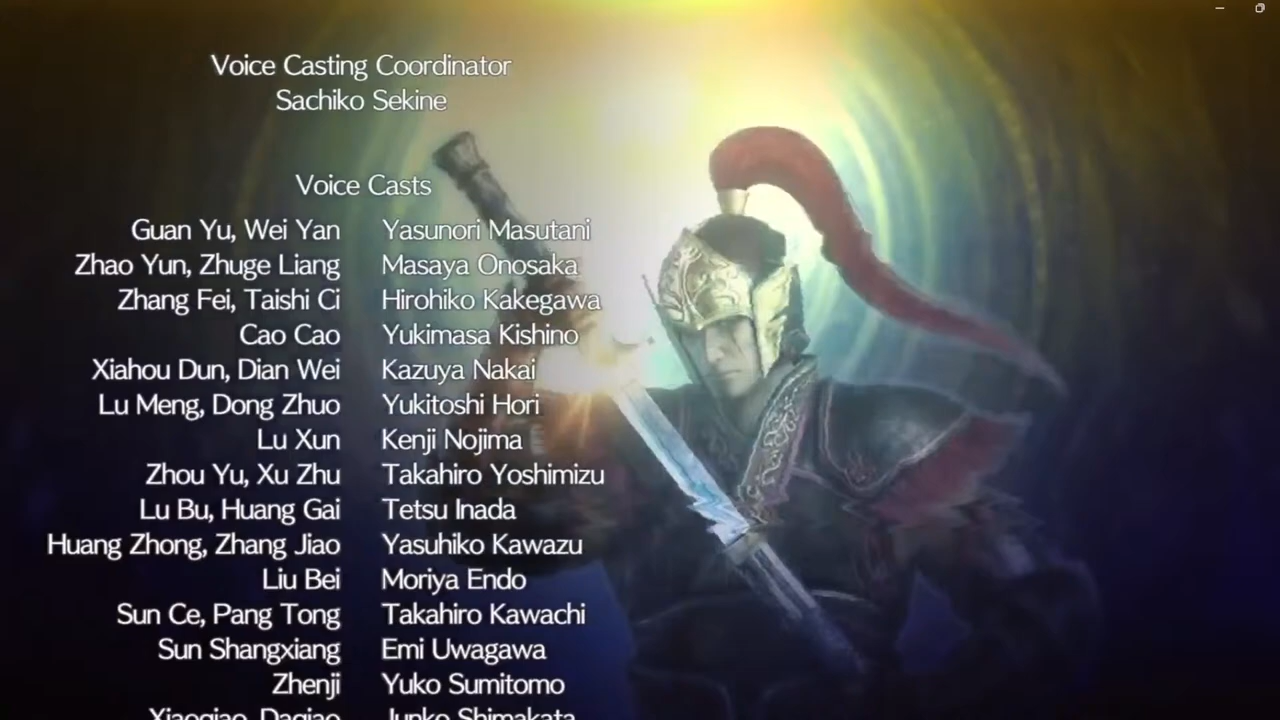 Voice Casting Coordinator
Sachiko Sekine
Voice Casts
Guan Yu, Wei Yan Yasunori Masutani
Zhao Yun, Zhuge Liang Masaya Onosaka
Zhang Fei, Taishi Ci Hirohiko Kakegawa
Cao Cao Yukimasa Kishino
Xiahou Dun, Dian Wei Kazuya Nakai
Lu Meng, Dong Zhuo Yukitoshi Hori
Lu Xun Kenji Nojima
Zhou Yu, Xu Zhu Takahiro Yoshimizu
Lu Bu, Huang Gai Tetsu Inada
Huang Zhong, Zhang Jiao Yasuhiko Kawazu
Liu Bei Moriya Endo
Sun Ce, Pang Tong Takahiro Kawachi
Sun Shangxiang Emi Uwagawa
Zhenji Yuko Sumitomo
Xiaoqiao, Daqiao Junko Shimakata